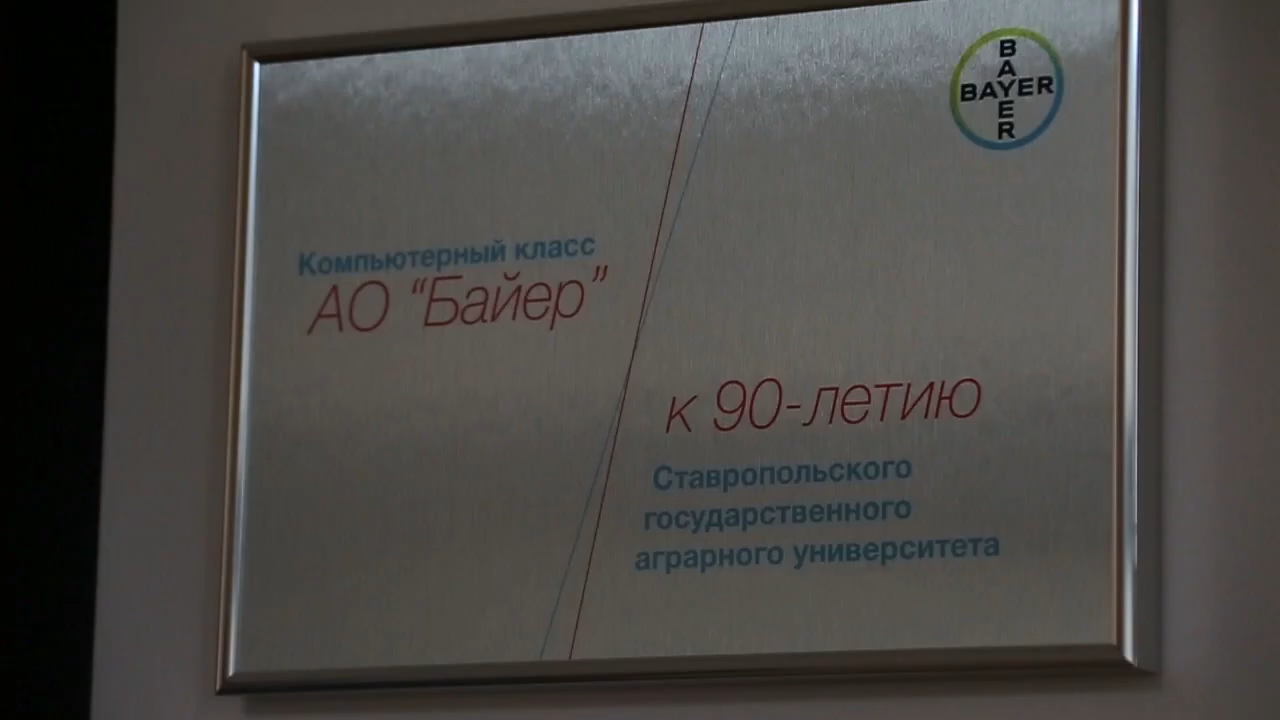 BAYER
BAYER
Компьютерный класс
АО “Байер”
к 90-летию
Ставропольского
государственного
аграрного университета